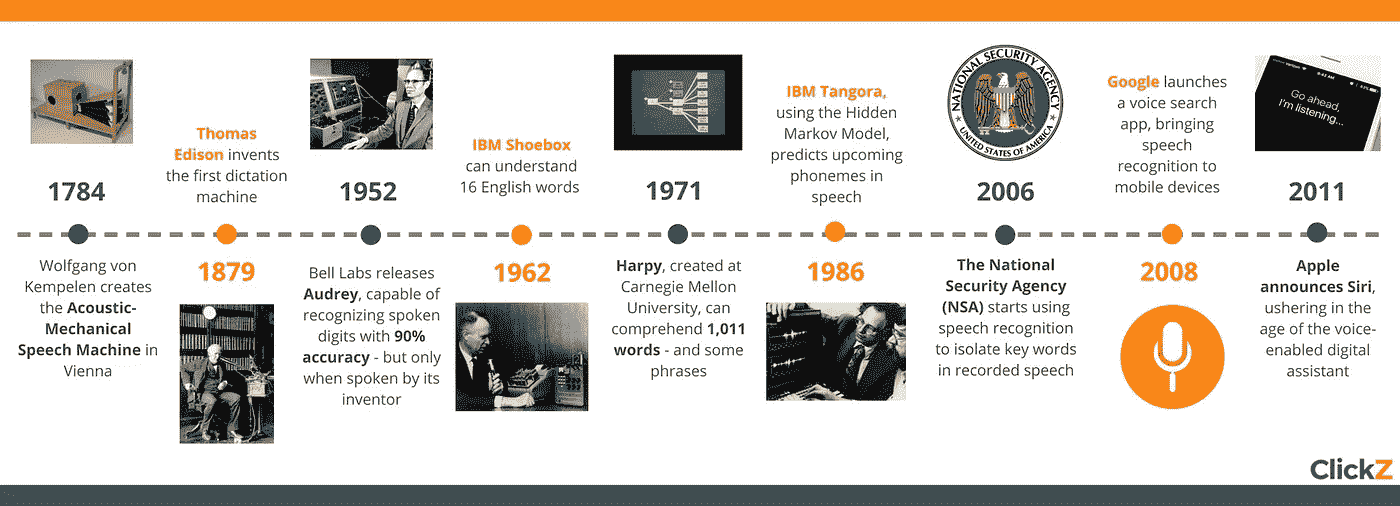 1784
Wolfgang von
Kempelen creates
the Acoustic-
Mechanical
Speech Machine in
Vienna
Thomas
Edison invents
the first dictation
machine
1879
1952
Bell Labs releases
Audrey, capable of
recognizing spoken
digits with 90%
accuracy - but only
when spoken by its
inventor
IBM Shoebox
can understand
16 English words
1962
1971
Harpy, created at
Carnegie Mellon
University, can
comprehend 1,011
words - and some
phrases
IBM Tangora,
using the Hidden
Markov Model,
predicts upcoming
phonemes in
speech
1986
NATIONAL SECURITY AGENCY
UNITED STATES OF AMERICA
2006
The National
Security Agency
(NSA) starts using
speech recognition
to isolate key words
in recorded speech
Google launches
a voice search
app, bringing
speech
recognition to
mobile devices
2008
9:42 AM
Go ahead,
I'm listening...
2011
Apple
announces Siri,
ushering in the
age of the voice-
enabled digital
assistant
ClickZ